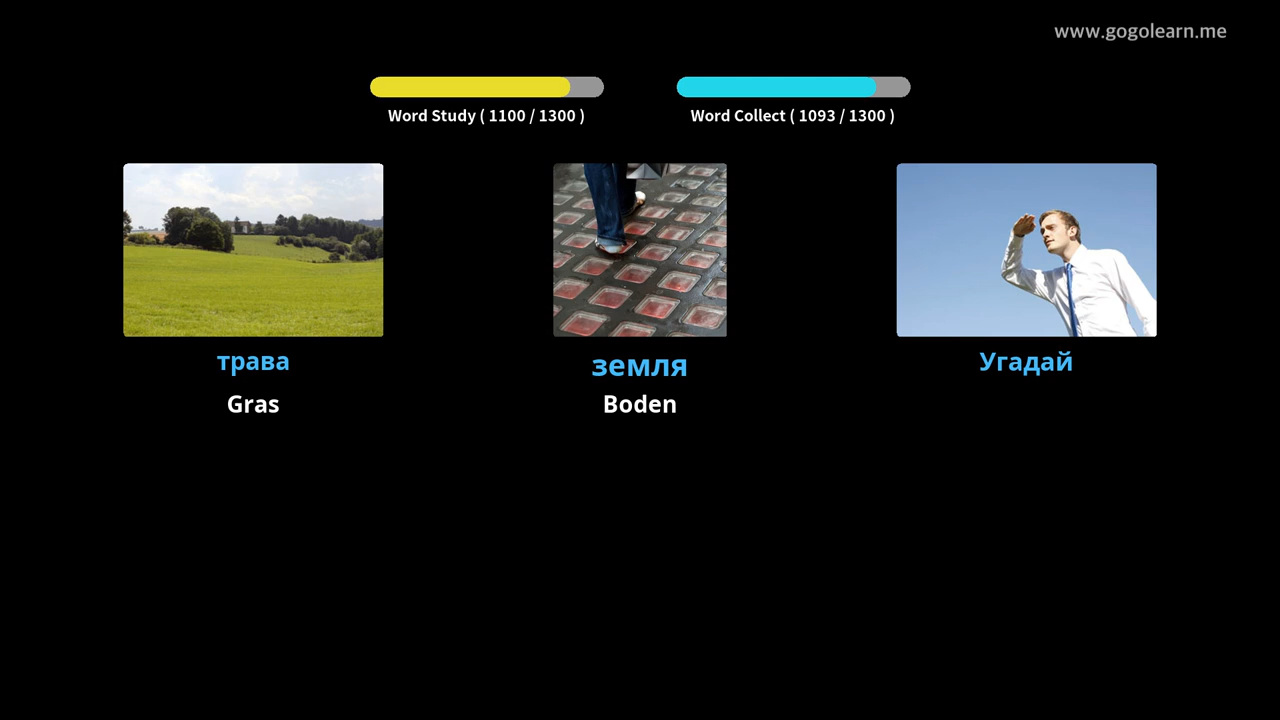 www.gogolearn.me
Word Study ( 1100 / 1300 )
Word Collect ( 1093 / 1300 )
трава
Gras
земля
Boden
Угадай